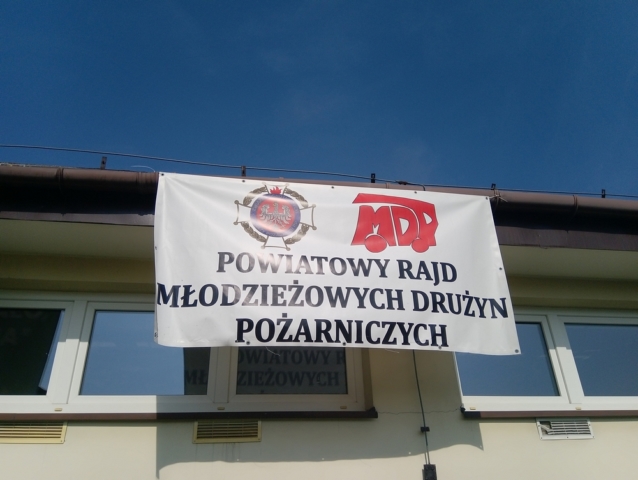 MDP
POWIATOWY RAJD
MŁODZIEŻOWYCH DRUŻYN
POŻARNICZYCH
POWIATOWY R
MŁODZIEŻOWYCH